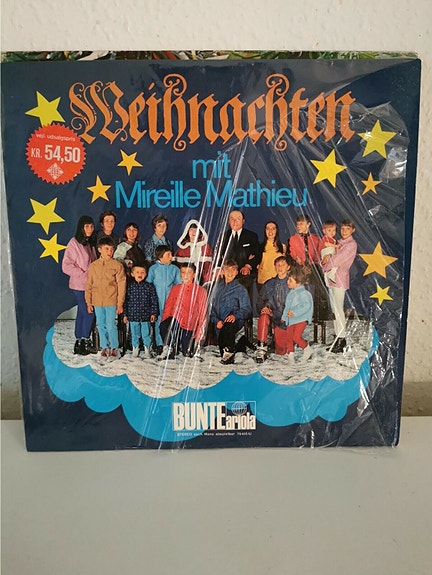 Weihnachten
mit
Mireille Mathieu
KR. 54,50
BUNTE ariola